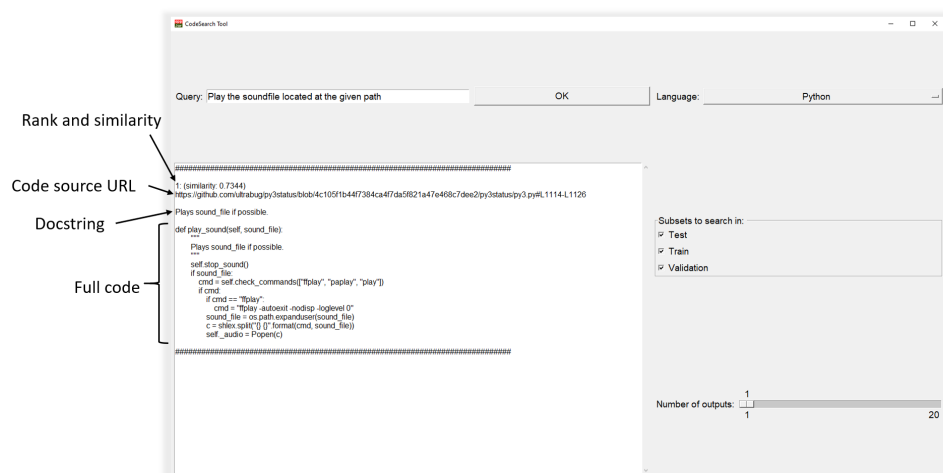 CodeSearch Tool
Query: Play the soundfile located at the given path OK Language: Python
Rank and similarity
Code source URL
Docstring
Full code
################################################################################
1: (similarity: 0.7344)
https://github.com/ultrabug/py3status/blob/4c105f1b44f7384ca4f7da5f821a47e468c7dee2/py3status/py3.py#L1114-L1126
Plays sound_file if possible.
def play_sound(self, sound_file):
"""
Plays sound_file if possible.
"""
self.stop_sound()
if sound_file:
cmd = self.check_commands(["ffplay", "paplay", "play"])
if cmd:
if cmd == "ffplay":
cmd = "ffplay -autoexit -nodisp -loglevel 0"
sound_file = os.path.expanduser(sound_file)
c = shlex.split("{} {}".format(cmd, sound_file))
self._audio = Popen(c)
################################################################################
Subsets to search in:
Test
Train
Validation
1
Number of outputs:
1 20